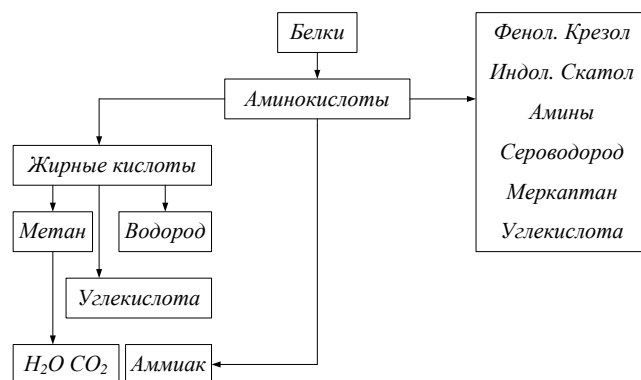 Белки
Аминокислоты
Жирные кислоты
Метан
Водород
Углекислота
H₂O CO₂
Аммиак
Фенол. Крезол
Индол. Скатол
Амины
Сероводород
Меркаптан
Углекислота